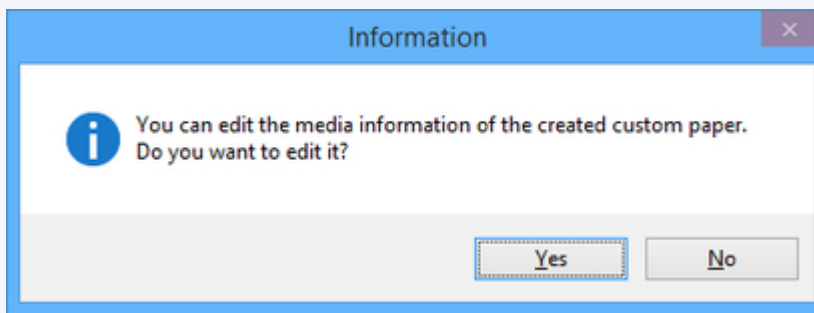 Information
You can edit the media information of the created custom paper.
Do you want to edit it?
Yes
No